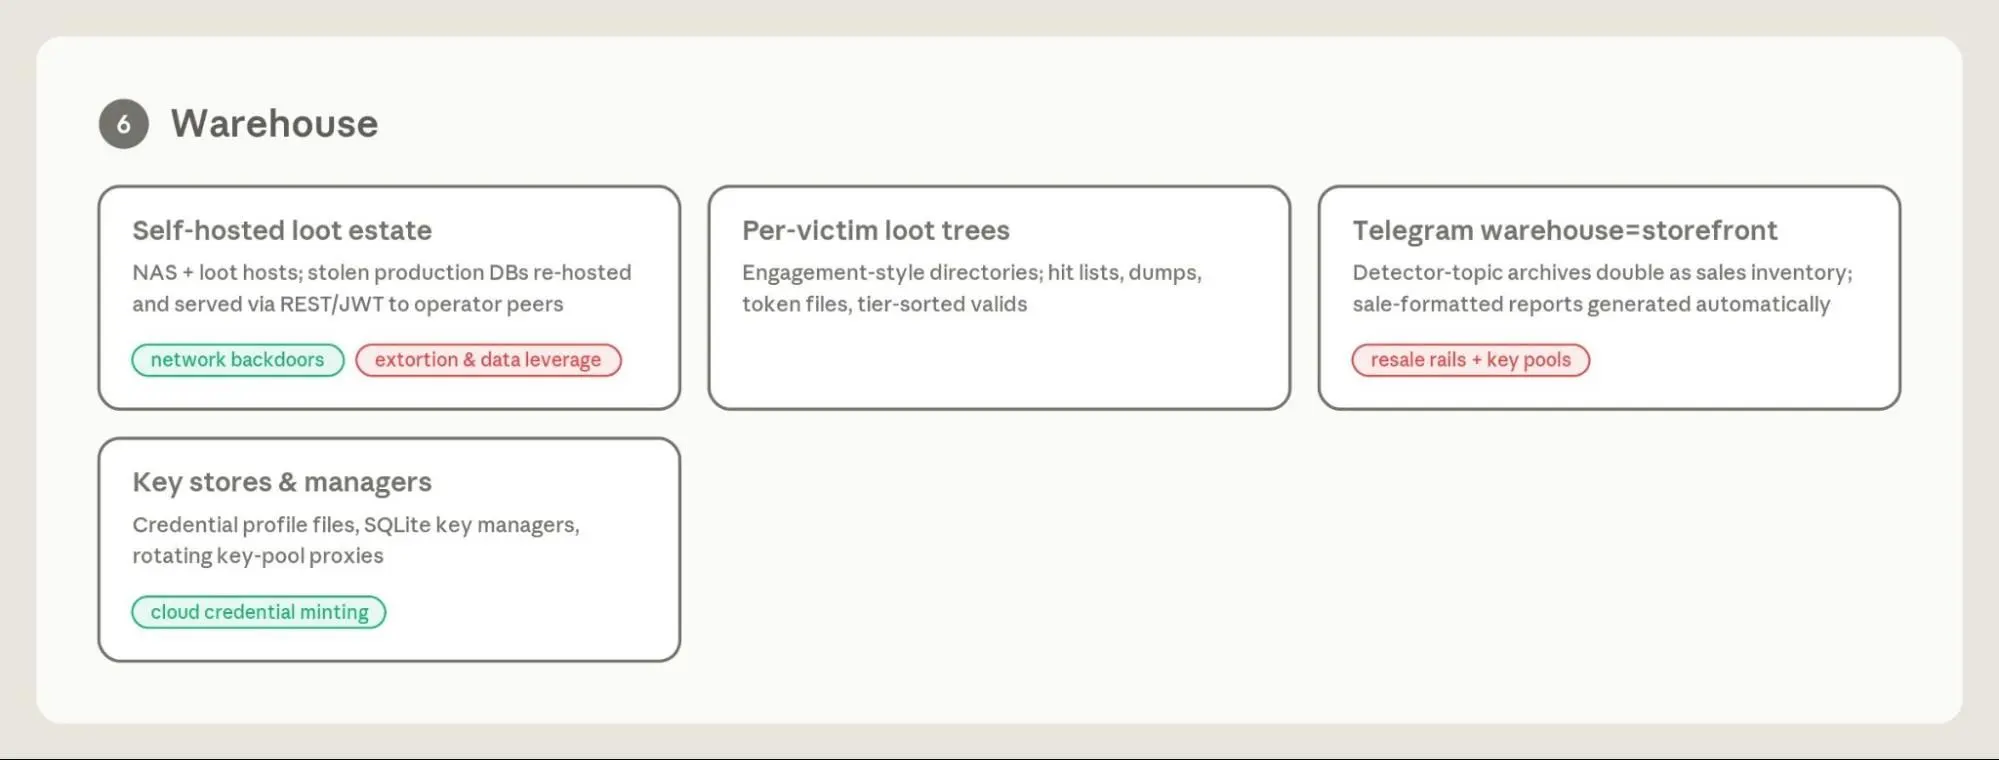 6
Warehouse
Self-hosted loot estate
NAS + loot hosts; stolen production DBs re-hosted
and served via REST/JWT to operator peers
network backdoors
extortion & data leverage
Per-victim loot trees
Engagement-style directories; hit lists, dumps,
token files, tier-sorted valids
Telegram warehouse=storefront
Detector-topic archives double as sales inventory;
sale-formatted reports generated automatically
resale rails + key pools
Key stores & managers
Credential profile files, SQLite key managers,
rotating key-pool proxies
cloud credential minting